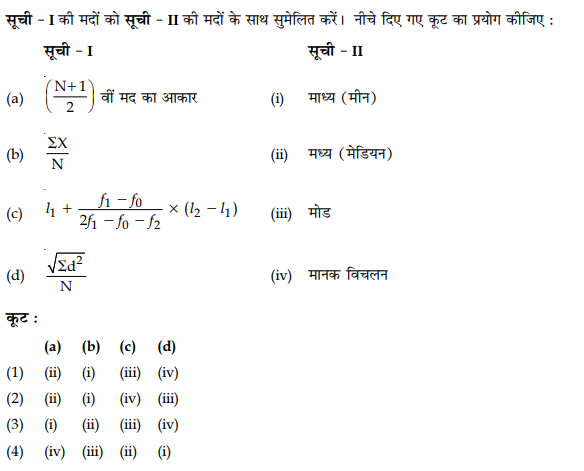 सूची - I की मदों को सूची - II की मदों के साथ सुमेलित करें। नीचे दिए गए कूट का प्रयोग कीजिए :
सूची - I सूची - II
(a) $\left(\frac{N+1}{2}\right)$ वीं मद का आकार (i) माध्य (मीन)
(b) $\frac{\Sigma X}{N}$ (ii) मध्य (मेडियन)
(c) $l_1 + \frac{f_1 - f_0}{2f_1 - f_0 - f_2} \times (l_2 - l_1)$ (iii) मोड
(d) $\frac{\sqrt{\Sigma d^2}}{N}$ (iv) मानक विचलन
कूट :
(a) (b) (c) (d)
(1) (ii) (i) (iii) (iv)
(2) (ii) (i) (iv) (iii)
(3) (i) (ii) (iii) (iv)
(4) (iv) (iii) (ii) (i)